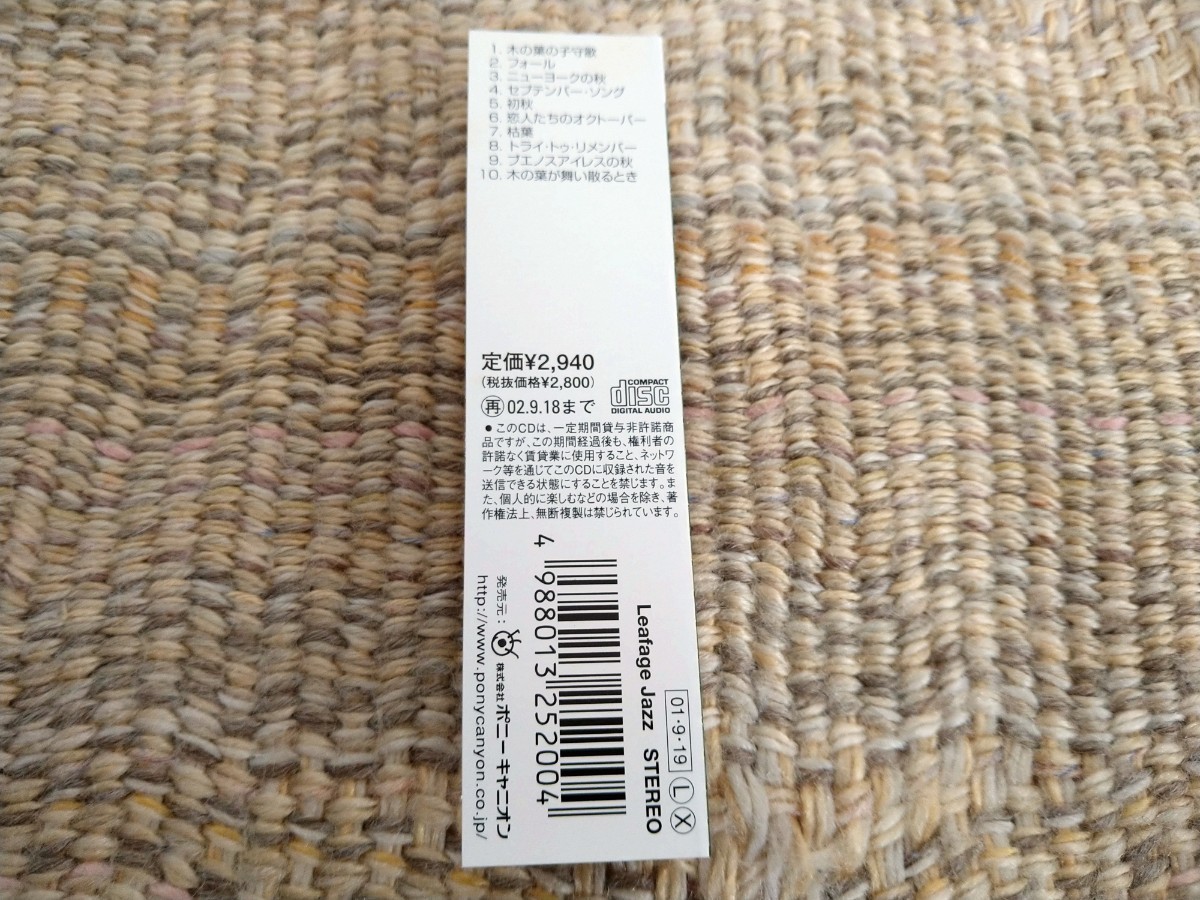 1. 木の葉の子守歌
2. フォール
3. ニューヨークの秋
4. セプテンバー・ソング
5. 初秋
6. 恋人たちのオクトーバー
7. 枯葉
8. トライ・トゥ・リメンバー
9. ブエノスアイレスの秋
10. 木の葉が舞い散るとき
定価¥2,940
(税抜価格¥2,800)
再 02.9.18まで
COMPACT
disc
DIGITAL AUDIO
● このCDは、一定期間貸与非許諾商
品ですが、この期間経過後も、権利者の
許諾なく賃貸業に使用すること、ネットワ
ーク等を通じてこのCDに収録された音を
送信できる状態にすることを禁じます。ま
た、個人的に楽しむなどの場合を除き、著
作権法上、無断複製は禁じられています。
01・9・19 L X
Leafage Jazz STEREO
4 988013 252004
発売元: 株式会社 ポニーキャニオン
http://www.ponycanyon.co.jp/